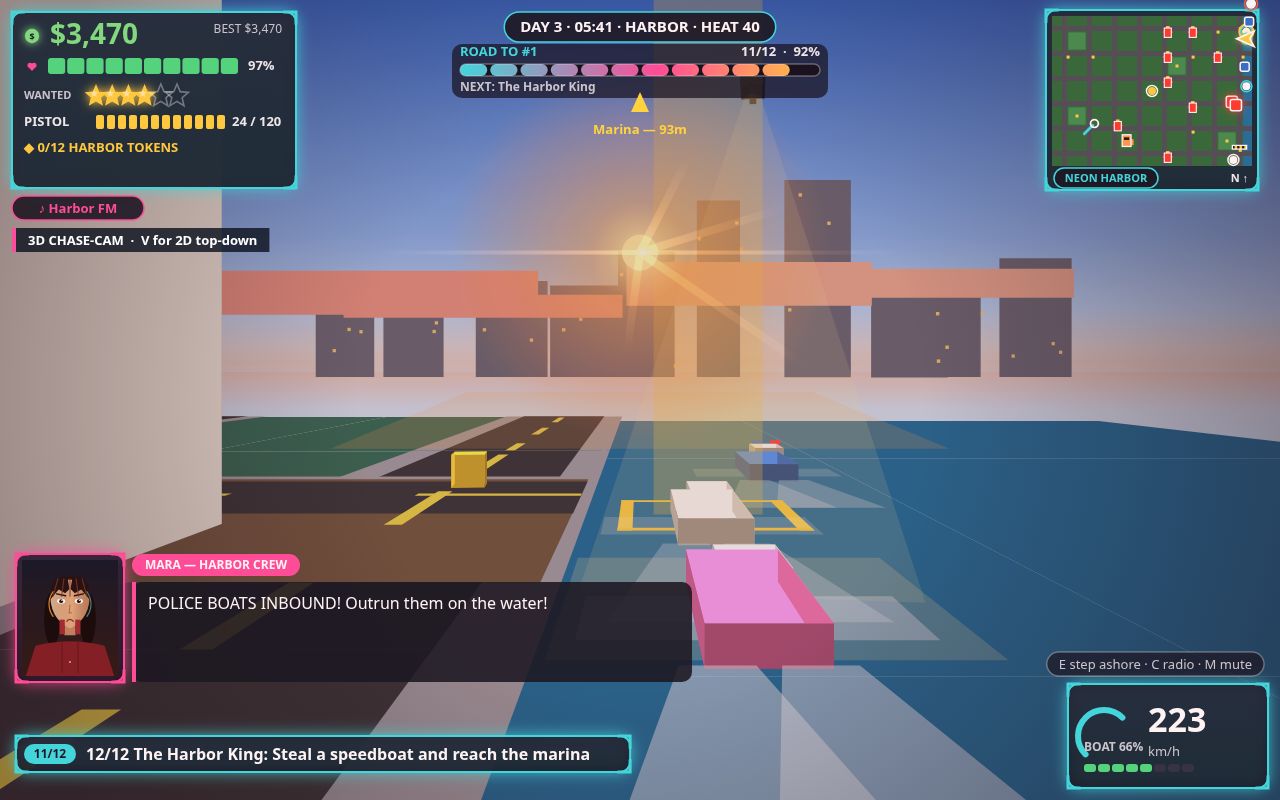 $ $3,470 BEST $3,470
97%
WANTED
PISTOL 24 / 120
◆ 0/12 HARBOR TOKENS
♪ Harbor FM
3D CHASE-CAM · V for 2D top-down
DAY 3 · 05:41 · HARBOR · HEAT 40
ROAD TO #1 11/12 · 92%
NEXT: The Harbor King
Marina — 93m
NEON HARBOR N ↑
MARA — HARBOR CREW
POLICE BOATS INBOUND! Outrun them on the water!
E step ashore · C radio · M mute
223
BOAT 66% km/h
11/12 12/12 The Harbor King: Steal a speedboat and reach the marina